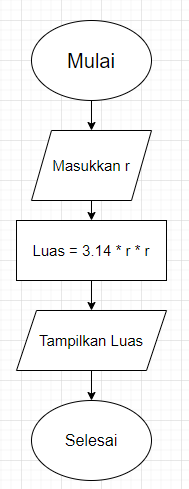 Mulai
Masukkan r
Luas = 3.14 * r * r
Tampilkan Luas
Selesai